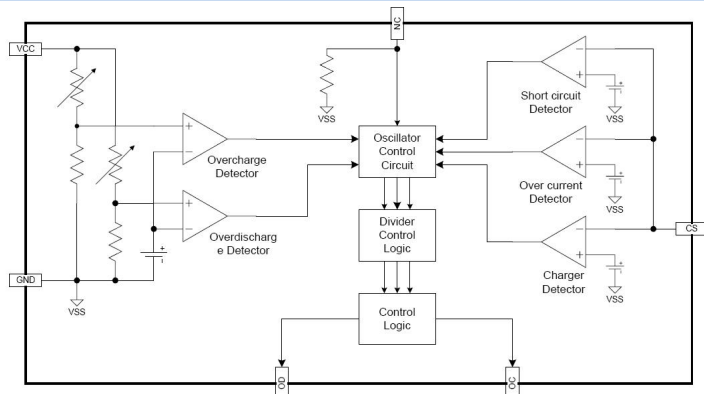 NC
VCC
VSS
Short circuit
Detector
VSS
+
−
Overcharge
Detector
Oscillator
Control
Circuit
−
+
Over current
Detector
VSS
+
−
Overdischarg
e Detector
Divider
Control
Logic
−
+
Charger
Detector
VSS
CS
GND
VSS
Control
Logic
OD
OC